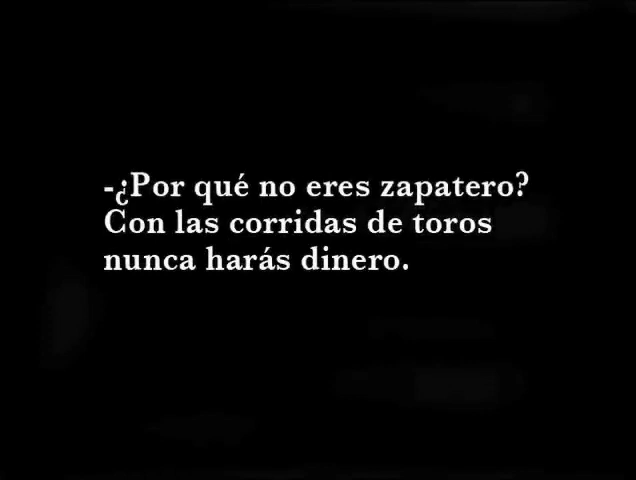 -¿Por qué no eres zapatero?
Con las corridas de toros
nunca harás dinero.